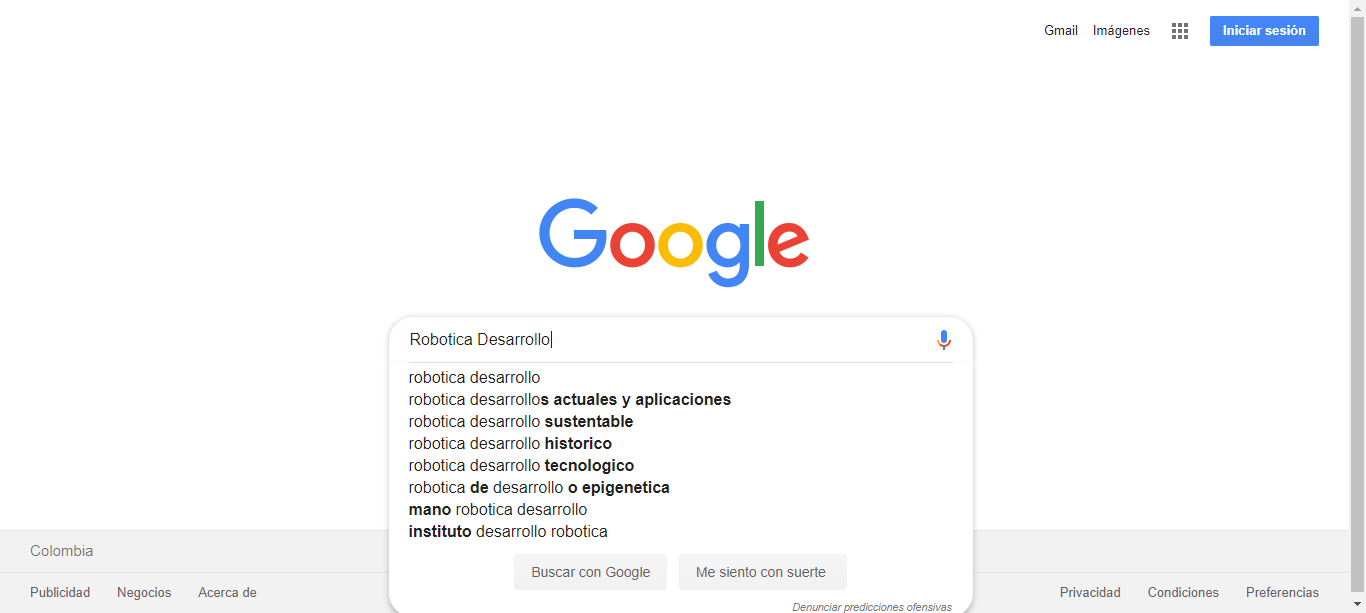 Gmail Imágenes Iniciar sesión
Google
Robotica Desarrollo
robotica desarrollo
robotica desarrollos actuales y aplicaciones
robotica desarrollo sustentable
robotica desarrollo historico
robotica desarrollo tecnologico
robotica de desarrollo o epigenetica
mano robotica desarrollo
instituto desarrollo robotica
Colombia
Buscar con Google Me siento con suerte
Publicidad Negocios Acerca de Privacidad Condiciones Preferencias
Denunciar predicciones ofensivas